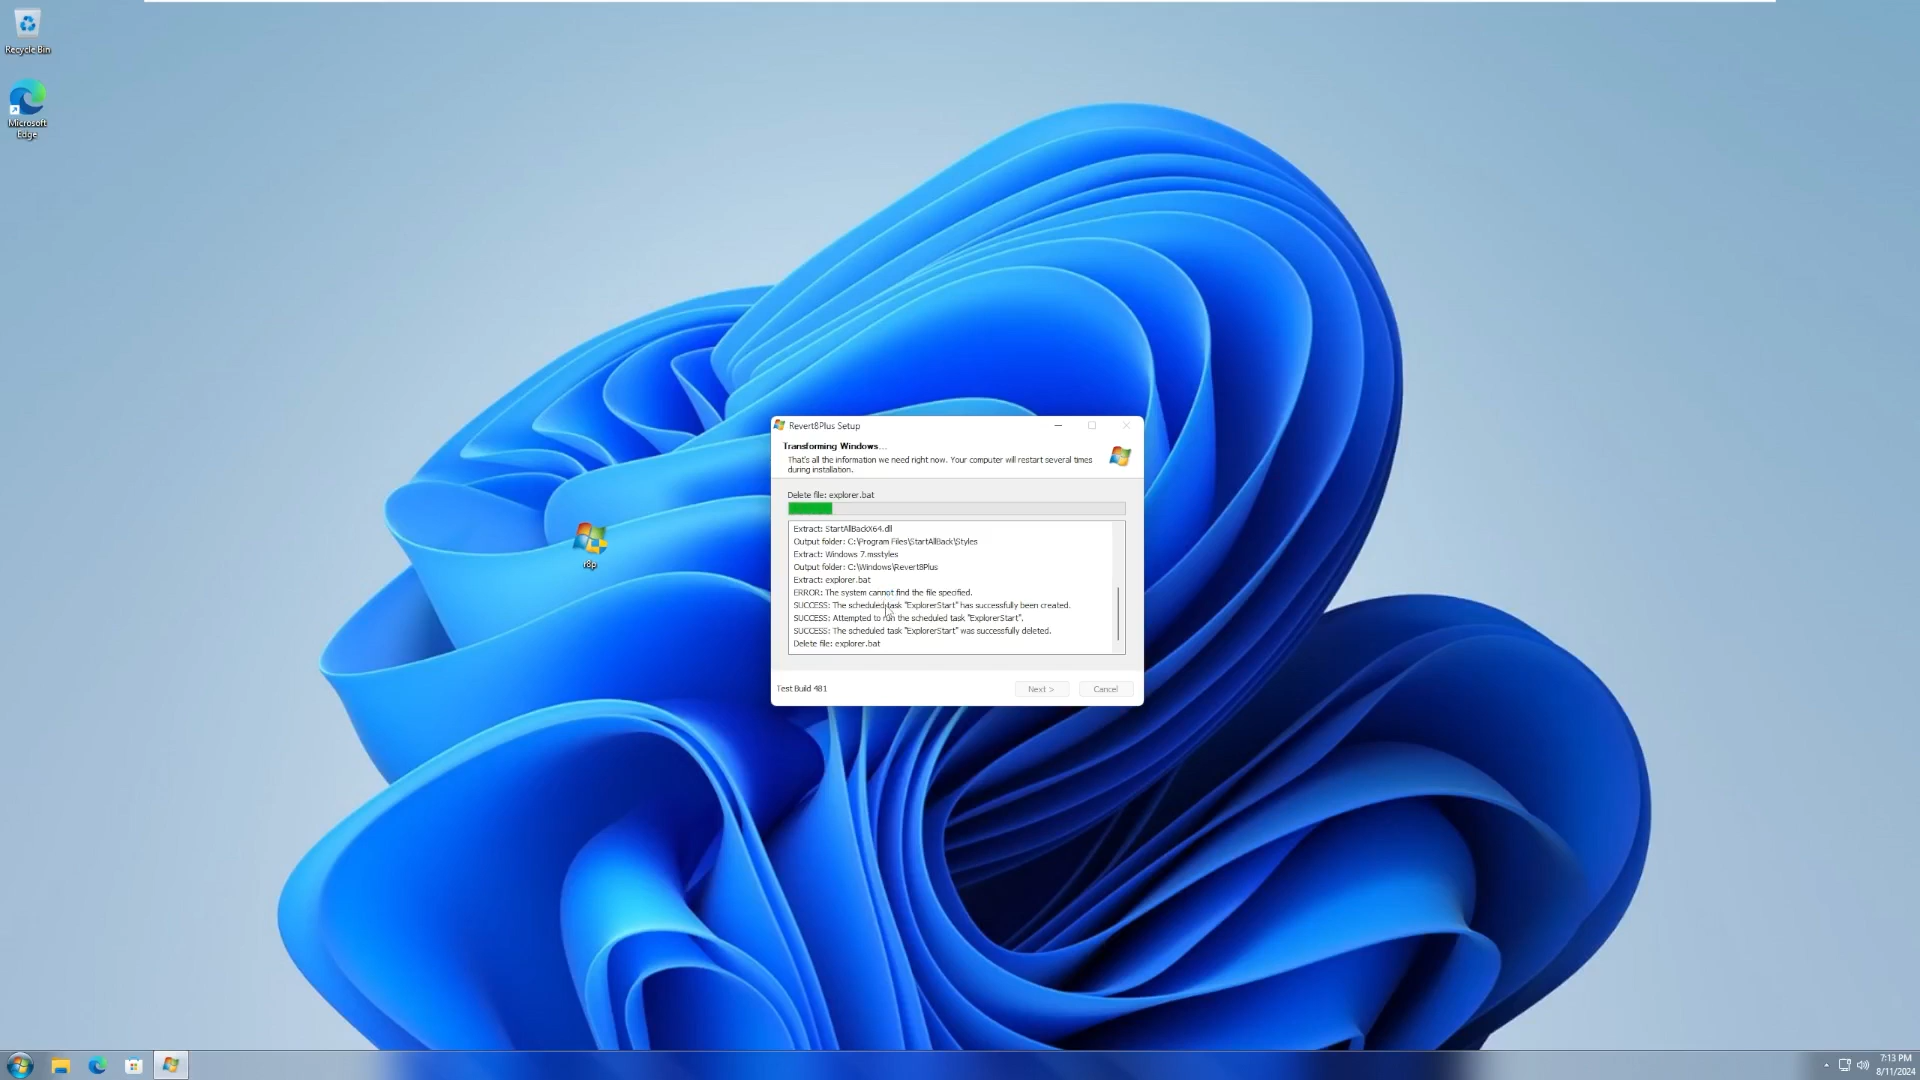 Recycle Bin
Microsoft
Edge
r8p
Revert8Plus Setup
Transforming Windows...
That's all the information we need right now. Your computer will restart several times
during installation.
Delete file: explorer.bat
Extract: StartAllBackX64.dll
Output folder: C:\Program Files\StartAllBack\Styles
Extract: Windows 7.msstyles
Output folder: C:\Windows\Revert8Plus
Extract: explorer.bat
ERROR: The system cannot find the file specified.
SUCCESS: The scheduled task "ExplorerStart" has successfully been created.
SUCCESS: Attempted to run the scheduled task "ExplorerStart".
SUCCESS: The scheduled task "ExplorerStart" was successfully deleted.
Delete file: explorer.bat
Test Build 481
Next >
Cancel
7:13 PM
8/11/2024